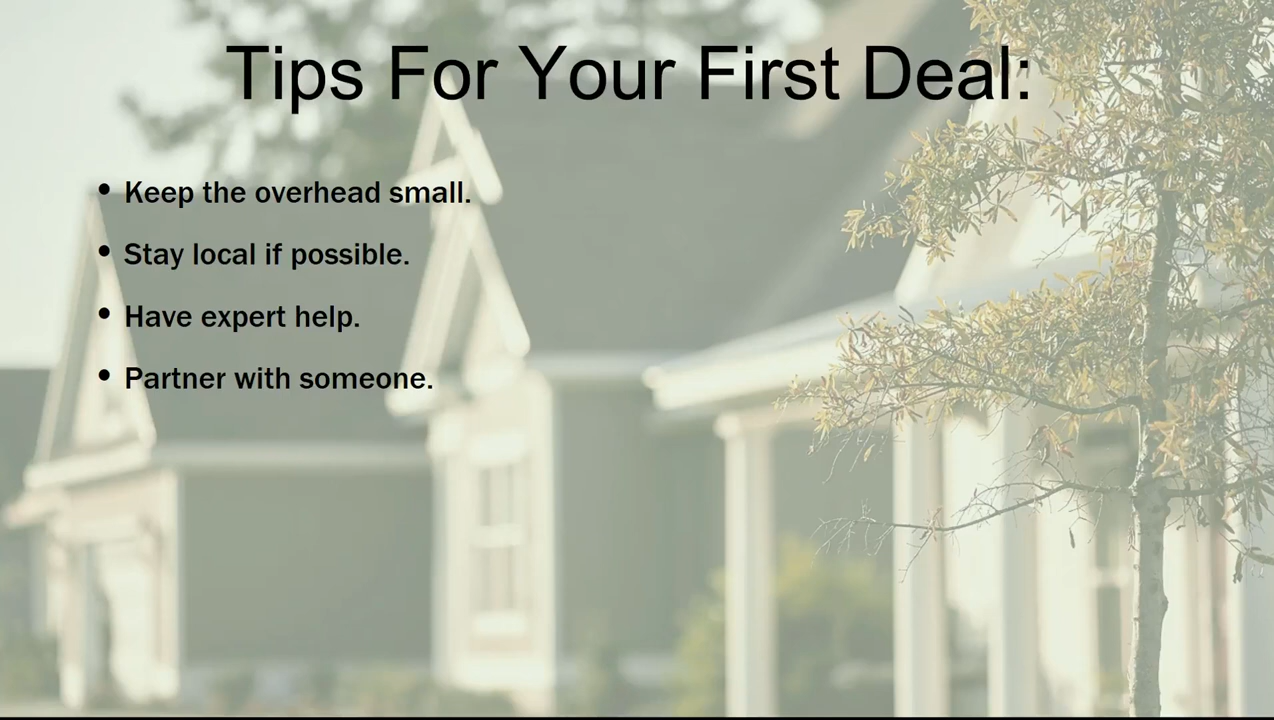 Tips For Your First Deal:
• Keep the overhead small.
• Stay local if possible.
• Have expert help.
• Partner with someone.